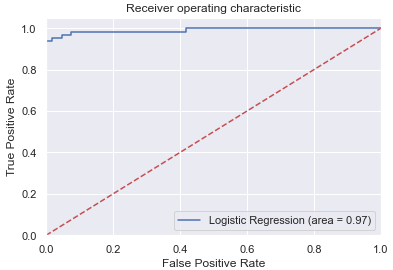 Receiver operating characteristic
1.0
0.8
0.6
0.4
0.2
0.0
True Positive Rate
Logistic Regression (area = 0.97)
0.0 0.2 0.4 0.6 0.8 1.0
False Positive Rate